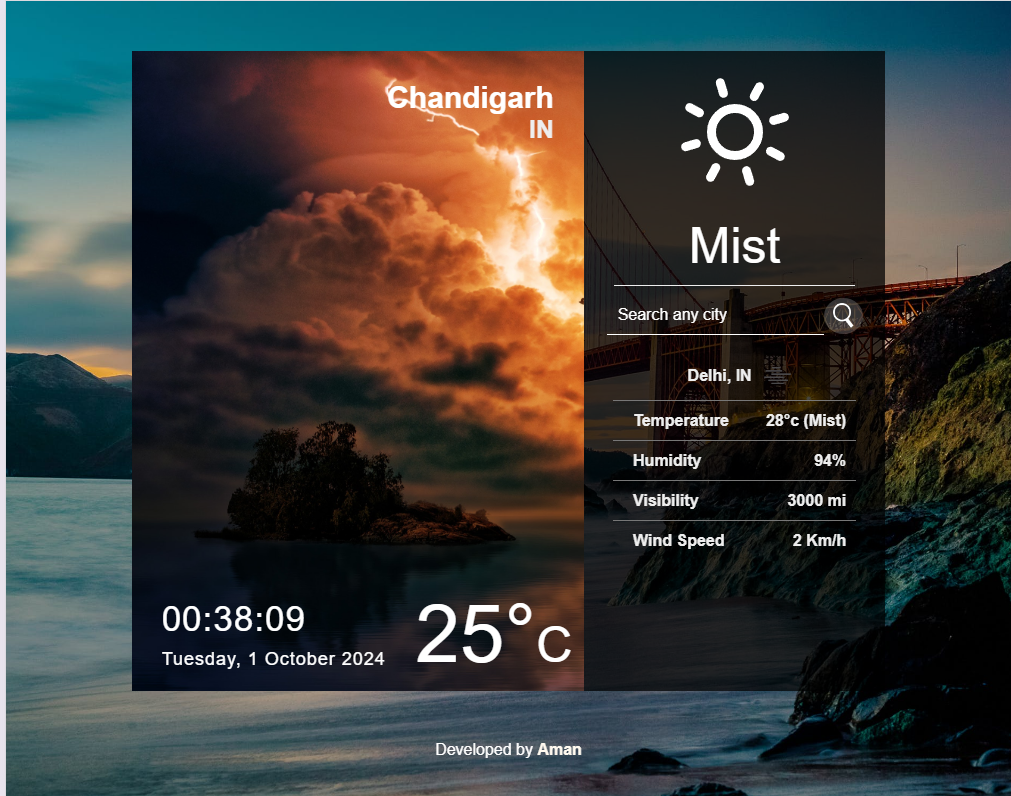 Chandigarh
IN
00:38:09
Tuesday, 1 October 2024
25°C
Mist
Search any city
Delhi, IN
Temperature 28°c (Mist)
Humidity 94%
Visibility 3000 mi
Wind Speed 2 Km/h
Developed by Aman